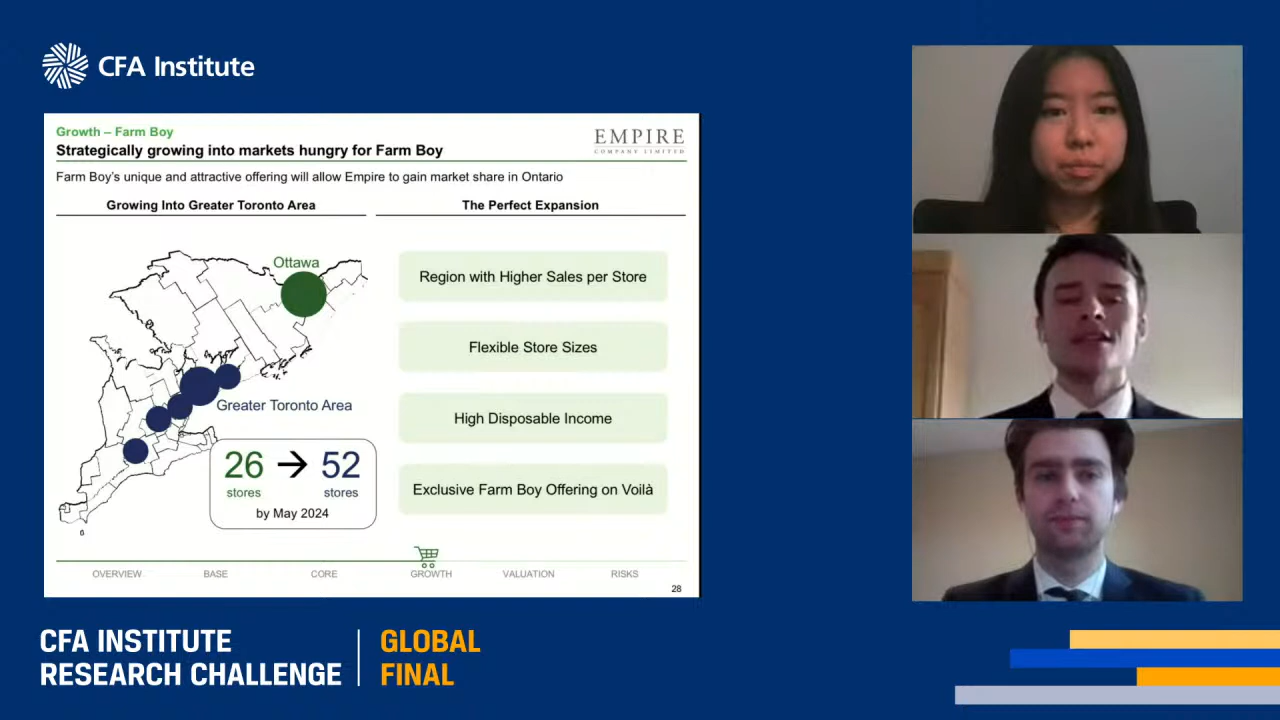 CFA Institute
Growth – Farm Boy
EMPIRE
COMPANY LIMITED
Strategically growing into markets hungry for Farm Boy
Farm Boy's unique and attractive offering will allow Empire to gain market share in Ontario
Growing Into Greater Toronto Area
The Perfect Expansion
Ottawa
Greater Toronto Area
26 → 52
stores stores
by May 2024
6
Region with Higher Sales per Store
Flexible Store Sizes
High Disposable Income
Exclusive Farm Boy Offering on Voilà
OVERVIEW BASE CORE GROWTH VALUATION RISKS
28
CFA INSTITUTE
RESEARCH CHALLENGE
GLOBAL
FINAL